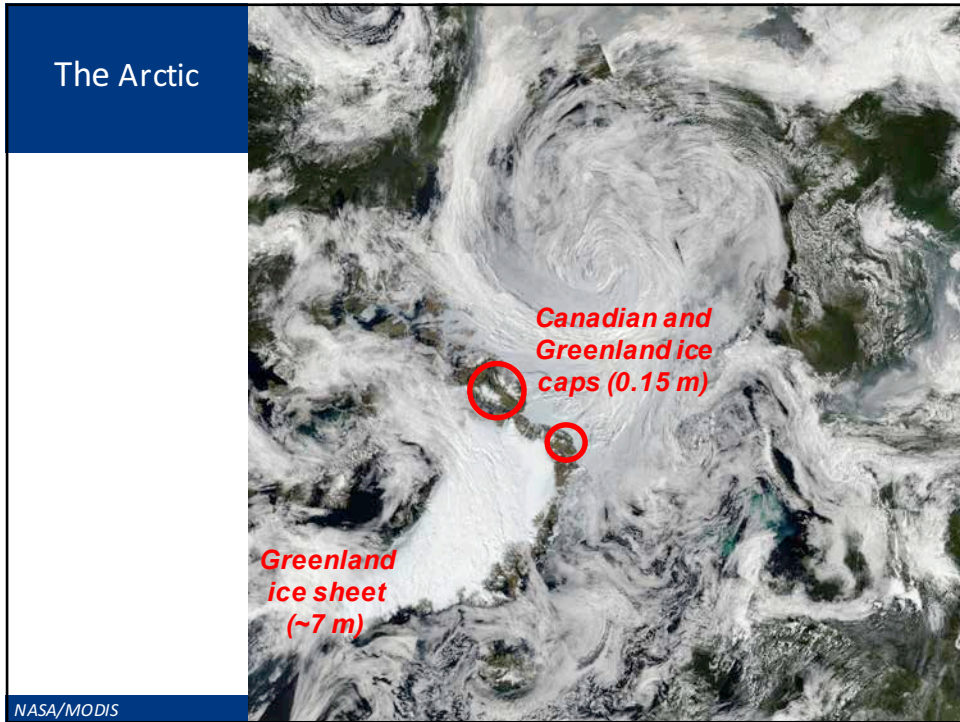 The Arctic
Canadian and
Greenland ice
caps (0.15 m)
Greenland
ice sheet
(~7 m)
NASA/MODIS